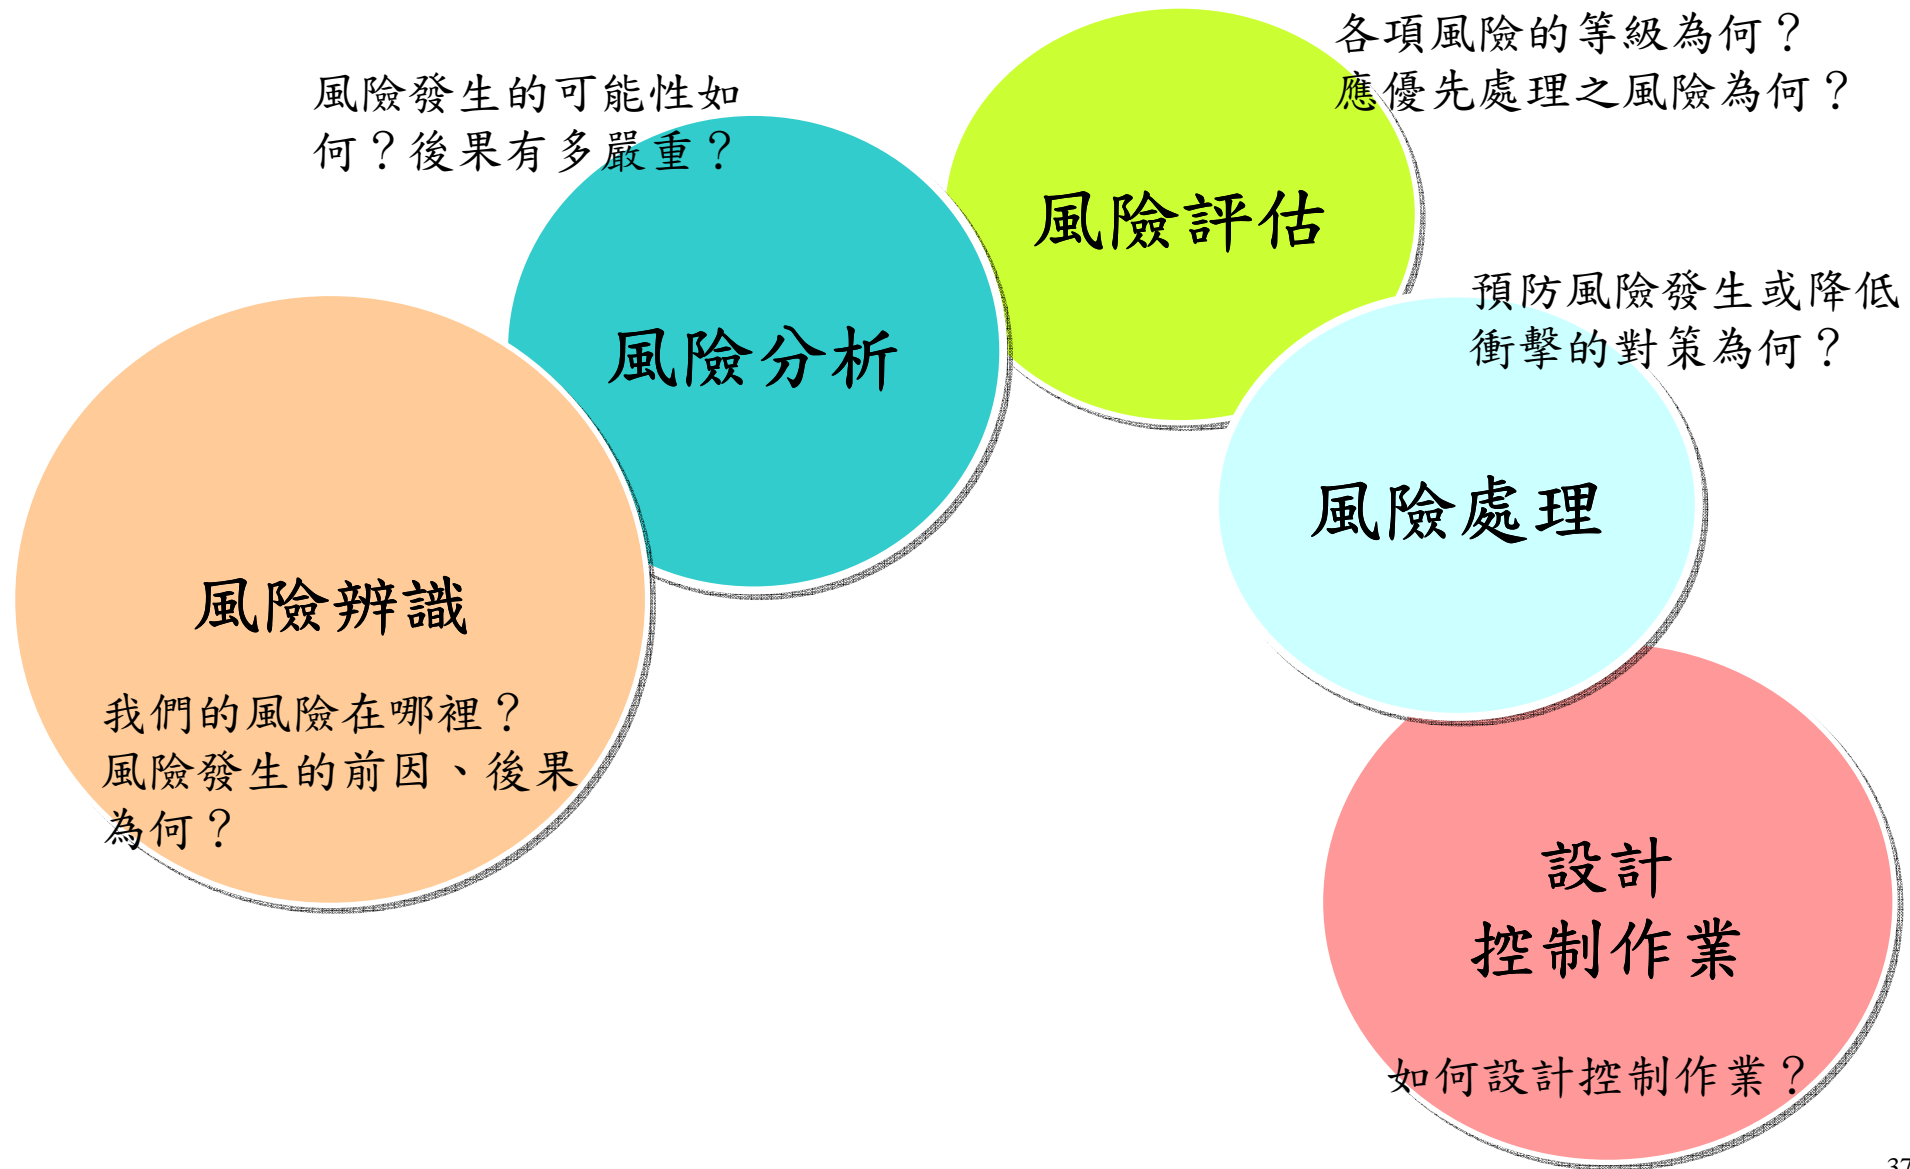 各項風險的等級為何？
應優先處理之風險為何？
風險發生的可能性如
何？後果有多嚴重？
風險評估
預防風險發生或降低
衝擊的對策為何？
風險分析
風險處理
風險辨識
我們的風險在哪裡？
風險發生的前因、後果
為何？
設計
控制作業
如何設計控制作業？
37